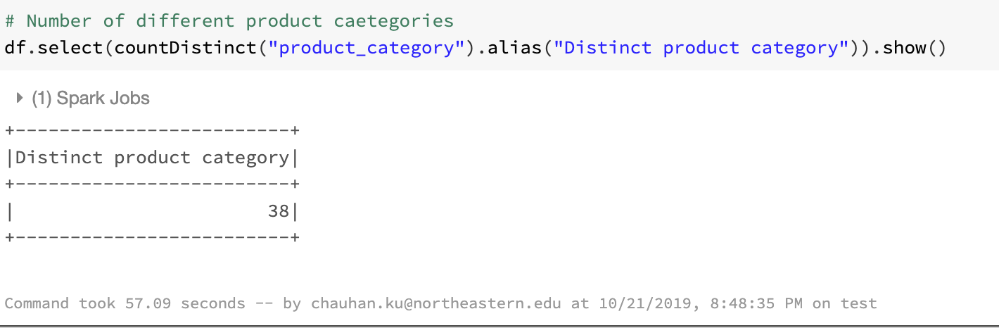 # Number of different product caetegories
df.select(countDistinct("product_category").alias("Distinct product category")).show()
(1) Spark Jobs
+-------------------------+
|Distinct product category|
+-------------------------+
|                       38|
+-------------------------+
Command took 57.09 seconds -- by chauhan.ku@northeastern.edu at 10/21/2019, 8:48:35 PM on test